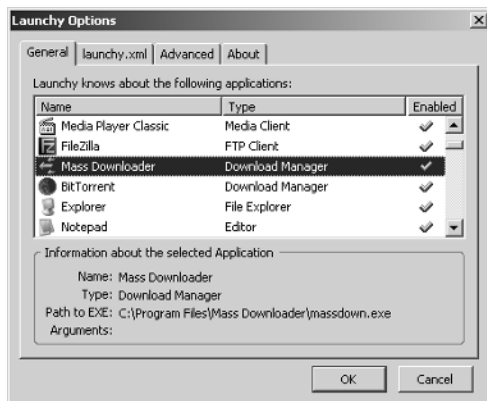 Launchy Options
General launchy.xml Advanced About
Launchy knows about the following applications:
Name Type Enabled
Media Player Classic Media Client
FileZilla FTP Client
Mass Downloader Download Manager
BitTorrent Download Manager
Explorer File Explorer
Notepad Editor
Information about the selected Application
Name: Mass Downloader
Type: Download Manager
Path to EXE: C:\Program Files\Mass Downloader\massdown.exe
Arguments:
OK Cancel